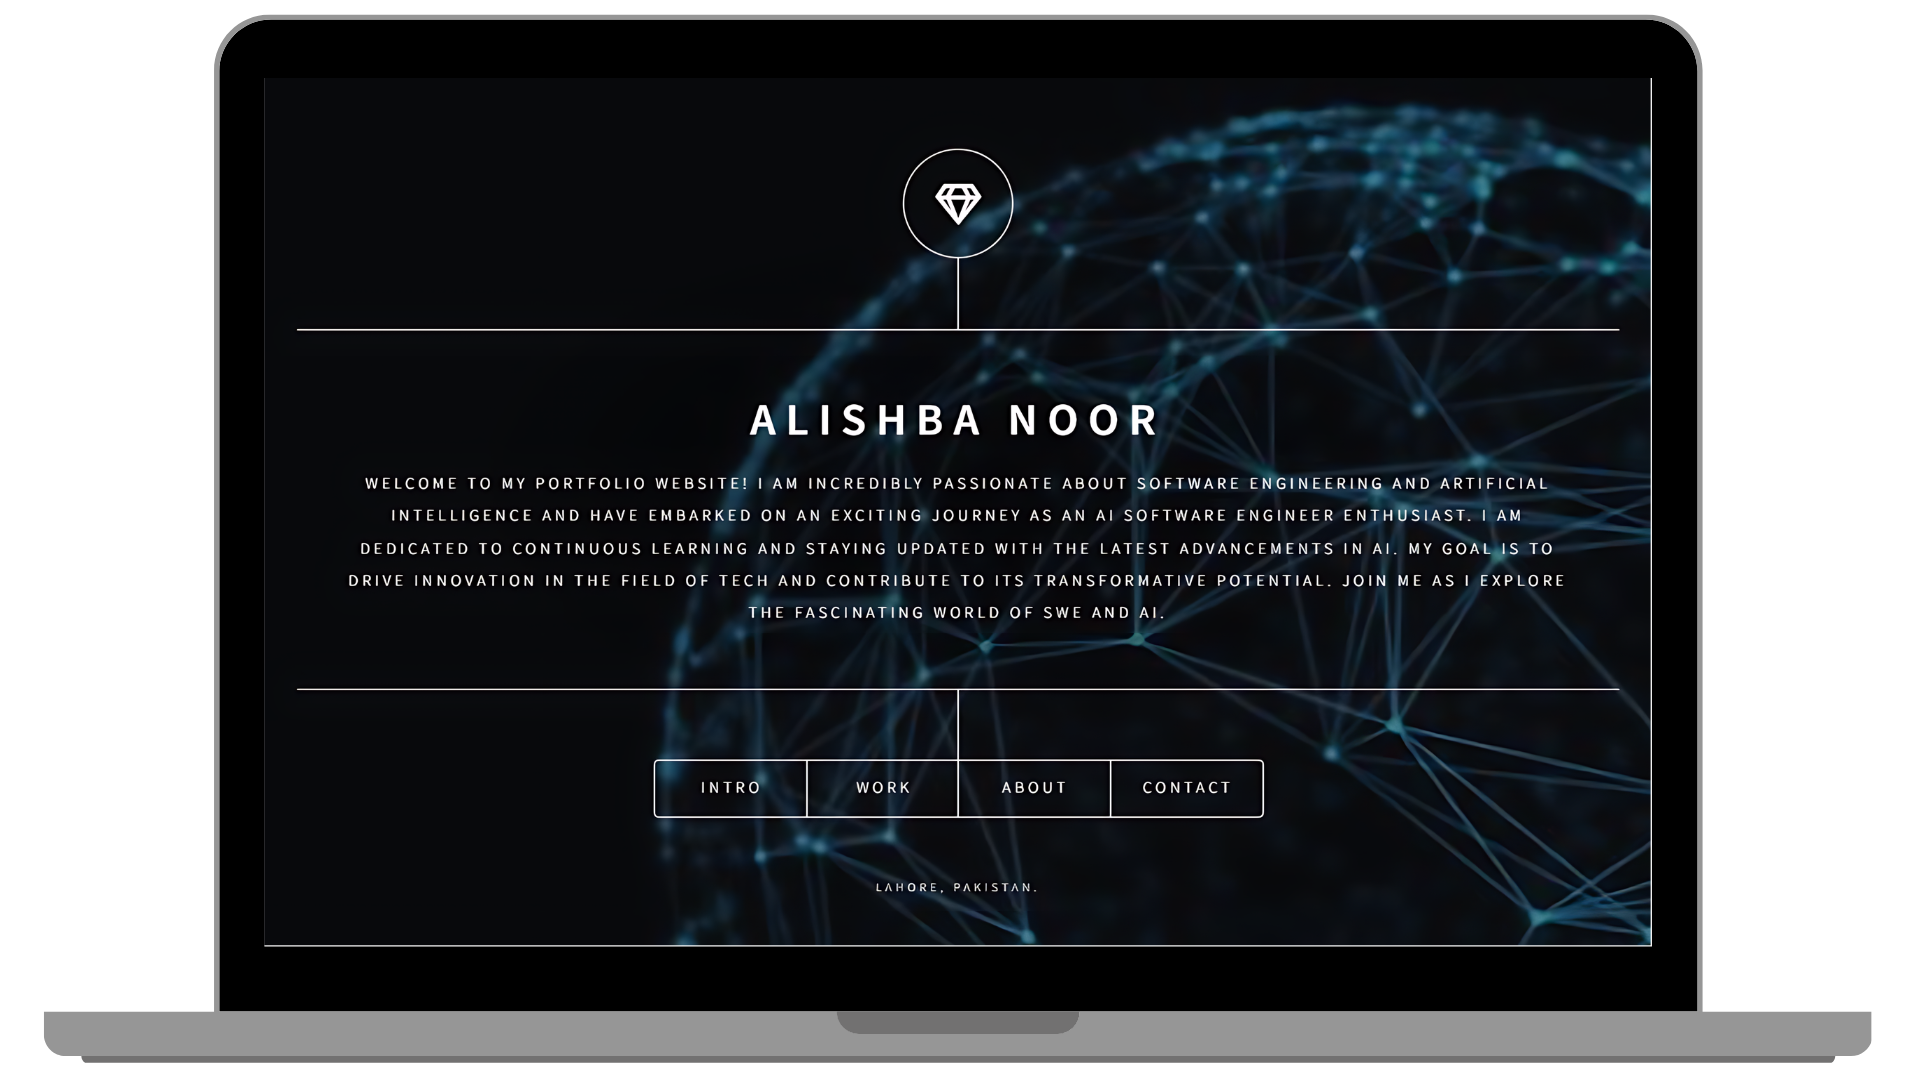 ALISHBA NOOR
WELCOME TO MY PORTFOLIO WEBSITE! I AM INCREDIBLY PASSIONATE ABOUT SOFTWARE ENGINEERING AND ARTIFICIAL
INTELLIGENCE AND HAVE EMBARKED ON AN EXCITING JOURNEY AS AN AI SOFTWARE ENGINEER ENTHUSIAST. I AM
DEDICATED TO CONTINUOUS LEARNING AND STAYING UPDATED WITH THE LATEST ADVANCEMENTS IN AI. MY GOAL IS TO
DRIVE INNOVATION IN THE FIELD OF TECH AND CONTRIBUTE TO ITS TRANSFORMATIVE POTENTIAL. JOIN ME AS I EXPLORE
THE FASCINATING WORLD OF SWE AND AI.
INTRO WORK ABOUT CONTACT
LAHORE, PAKISTAN.